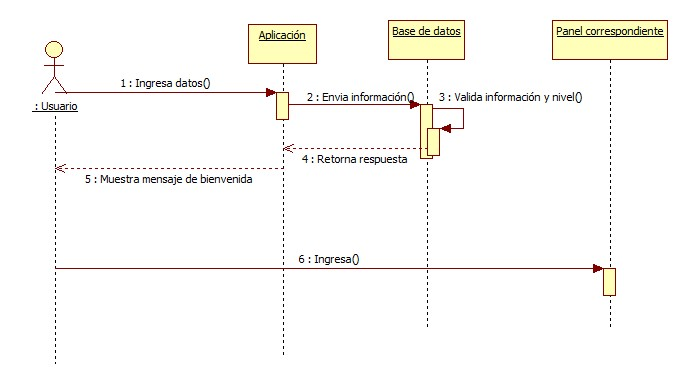 Aplicación
Base de datos
Panel correspondiente
: Usuario
1 : Ingresa datos()
2 : Envia información()
3 : Valida información y nivel()
4 : Retorna respuesta
5 : Muestra mensaje de bienvenida
6 : Ingresa()